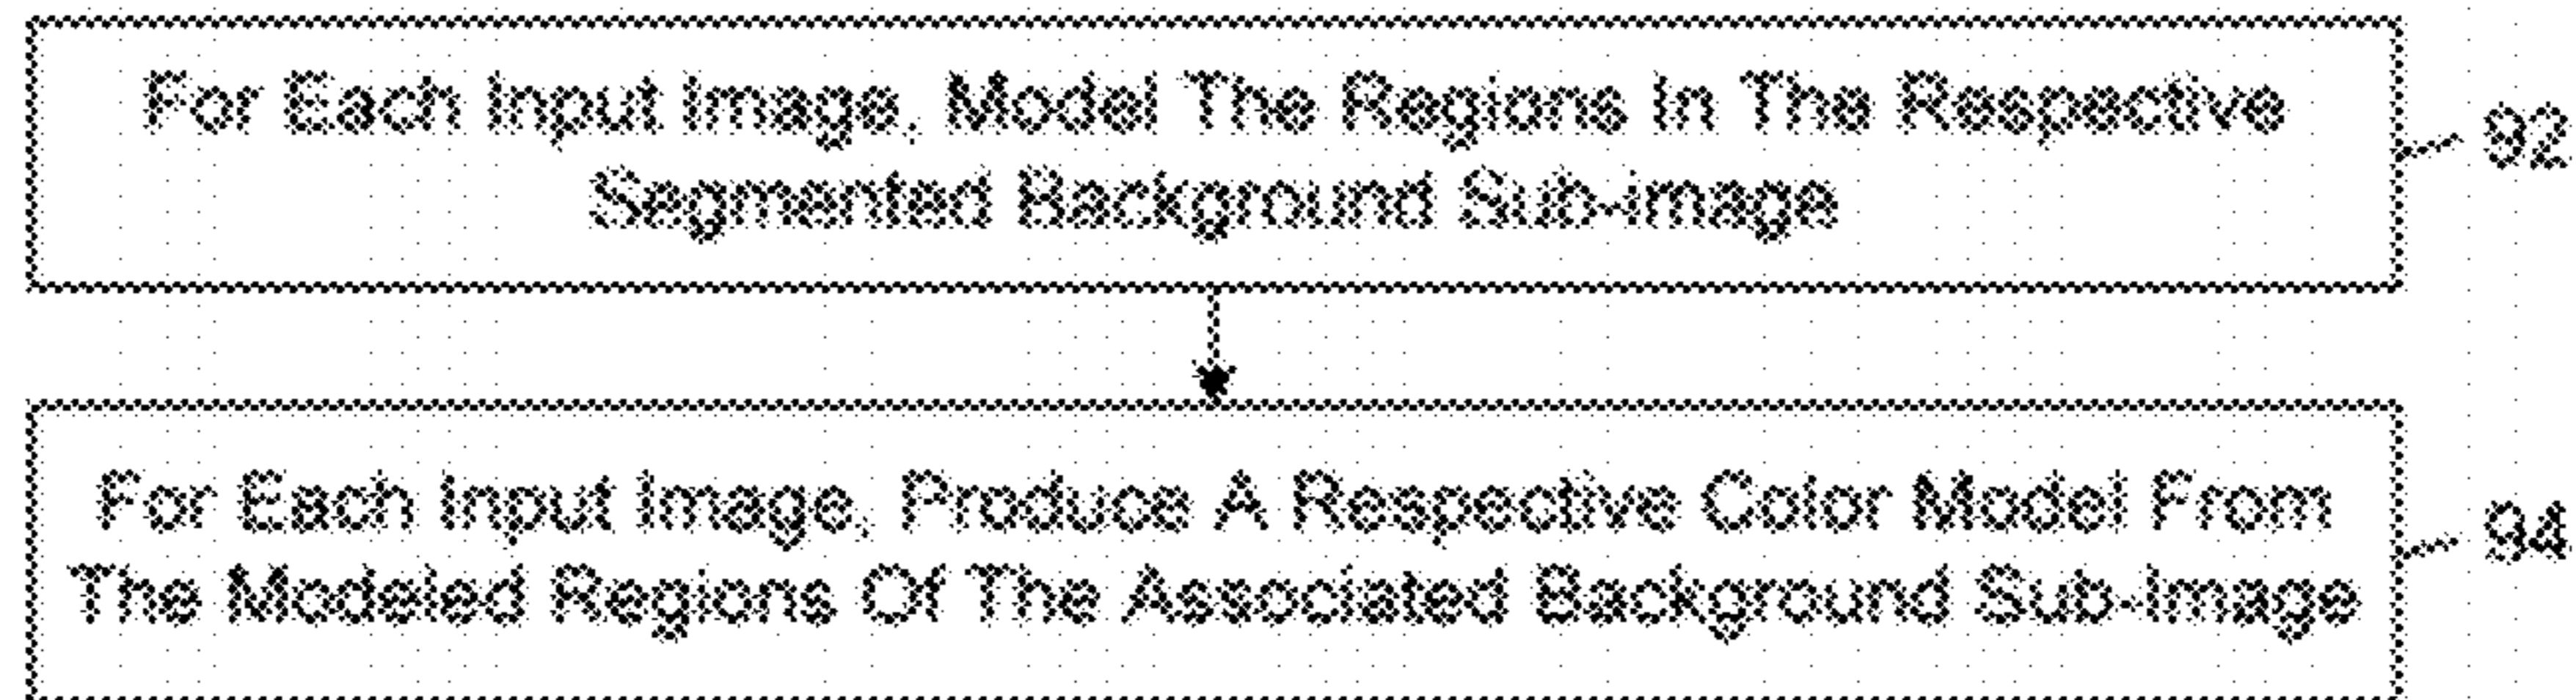 For Each Input Image, Model The Regions In The Respective
Segmented Background Sub-image
92
For Each Input Image, Produce A Respective Color Model From
The Modeled Regions Of The Associated Background Sub-Image
94